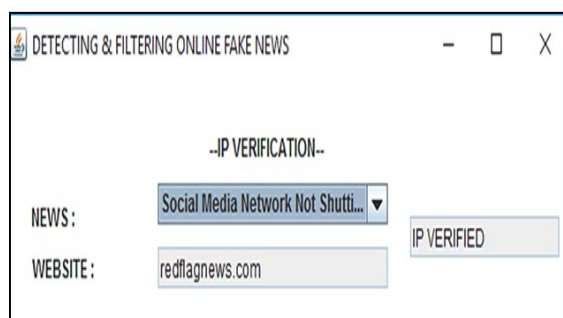 DETECTING & FILTERING ONLINE FAKE NEWS
--IP VERIFICATION--
NEWS : Social Media Network Not Shutti...
IP VERIFIED
WEBSITE : redflagnews.com